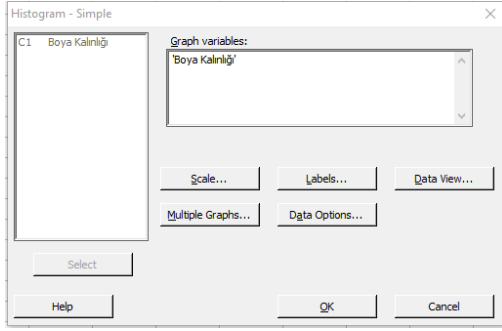 Histogram - Simple
C1 Boya Kalınlığı
Graph variables:
'Boya Kalınlığı'
Scale...
Labels...
Data View...
Multiple Graphs...
Data Options...
Select
Help
OK
Cancel